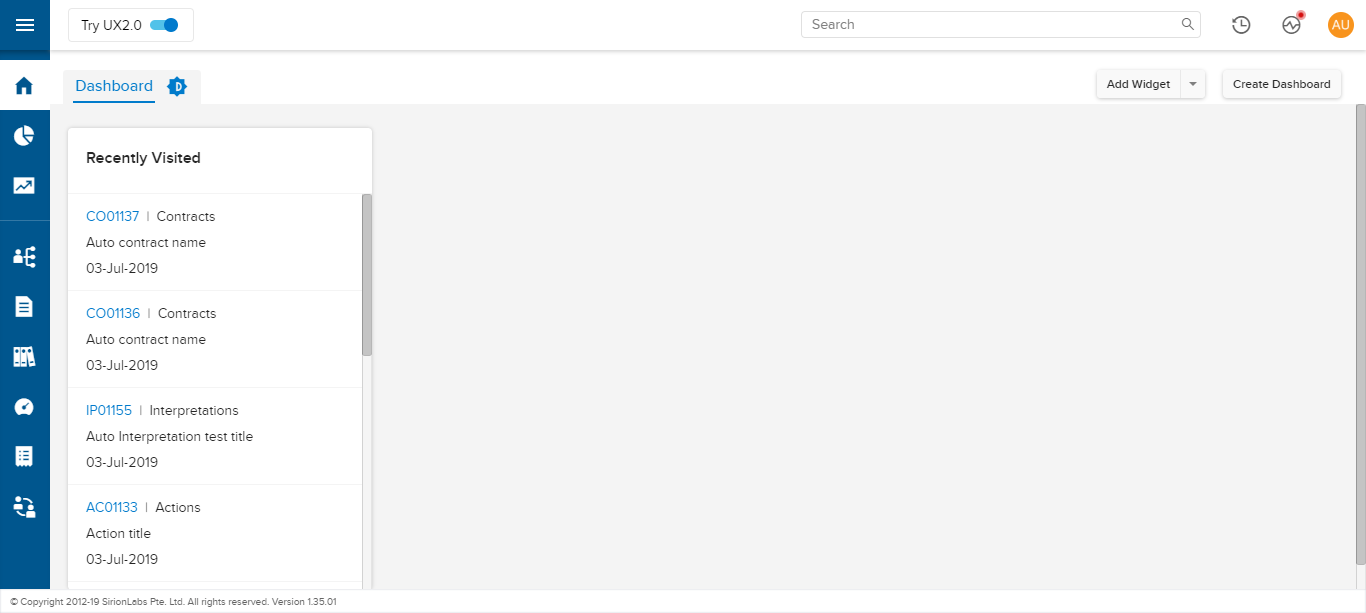 Try UX2.0
Search
AU
Dashboard D
Add Widget
Create Dashboard
Recently Visited
CO01137 | Contracts
Auto contract name
03-Jul-2019
CO01136 | Contracts
Auto contract name
03-Jul-2019
IP01155 | Interpretations
Auto Interpretation test title
03-Jul-2019
AC01133 | Actions
Action title
03-Jul-2019
© Copyright 2012-19 SirionLabs Pte. Ltd. All rights reserved. Version 1.35.01